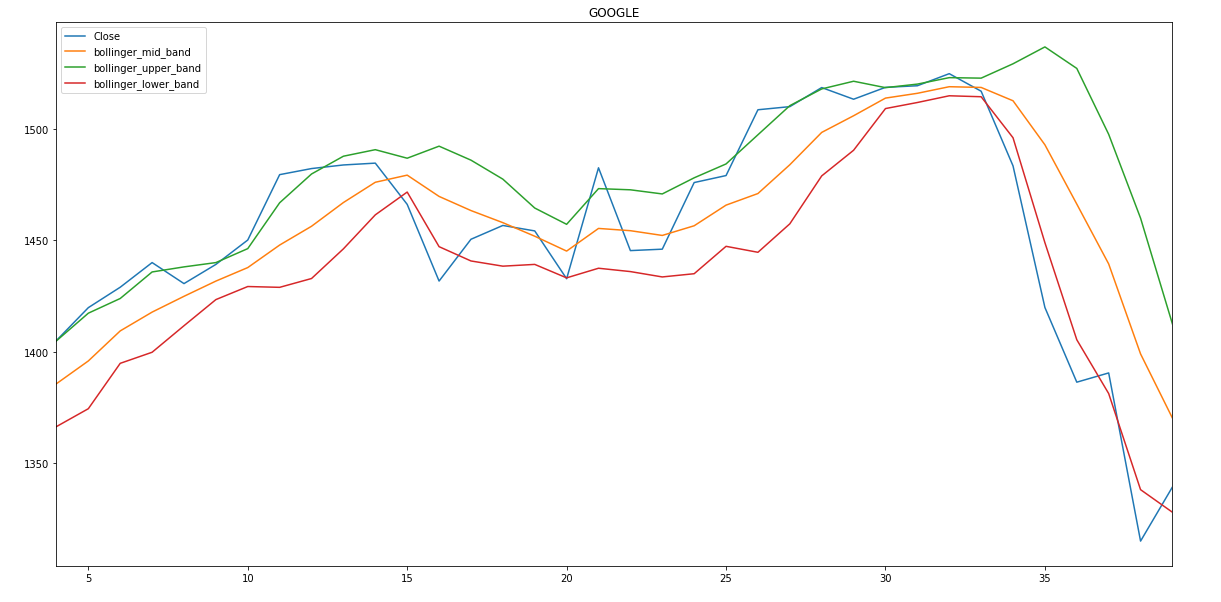 GOOGLE
Close
bollinger_mid_band
bollinger_upper_band
bollinger_lower_band
1500
1450
1400
1350
5 10 15 20 25 30 35